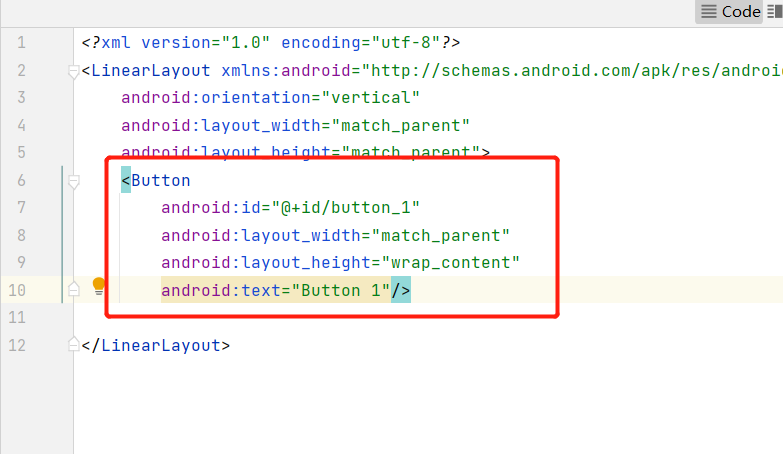 Code
1 <?xml version="1.0" encoding="utf-8"?>
2 <LinearLayout xmlns:android="http://schemas.android.com/apk/res/android
3 android:orientation="vertical"
4 android:layout_width="match_parent"
5 android:layout_height="match_parent">
6 <Button
7 android:id="@+id/button_1"
8 android:layout_width="match_parent"
9 android:layout_height="wrap_content"
10 android:text="Button 1"/>
11
12 </LinearLayout>